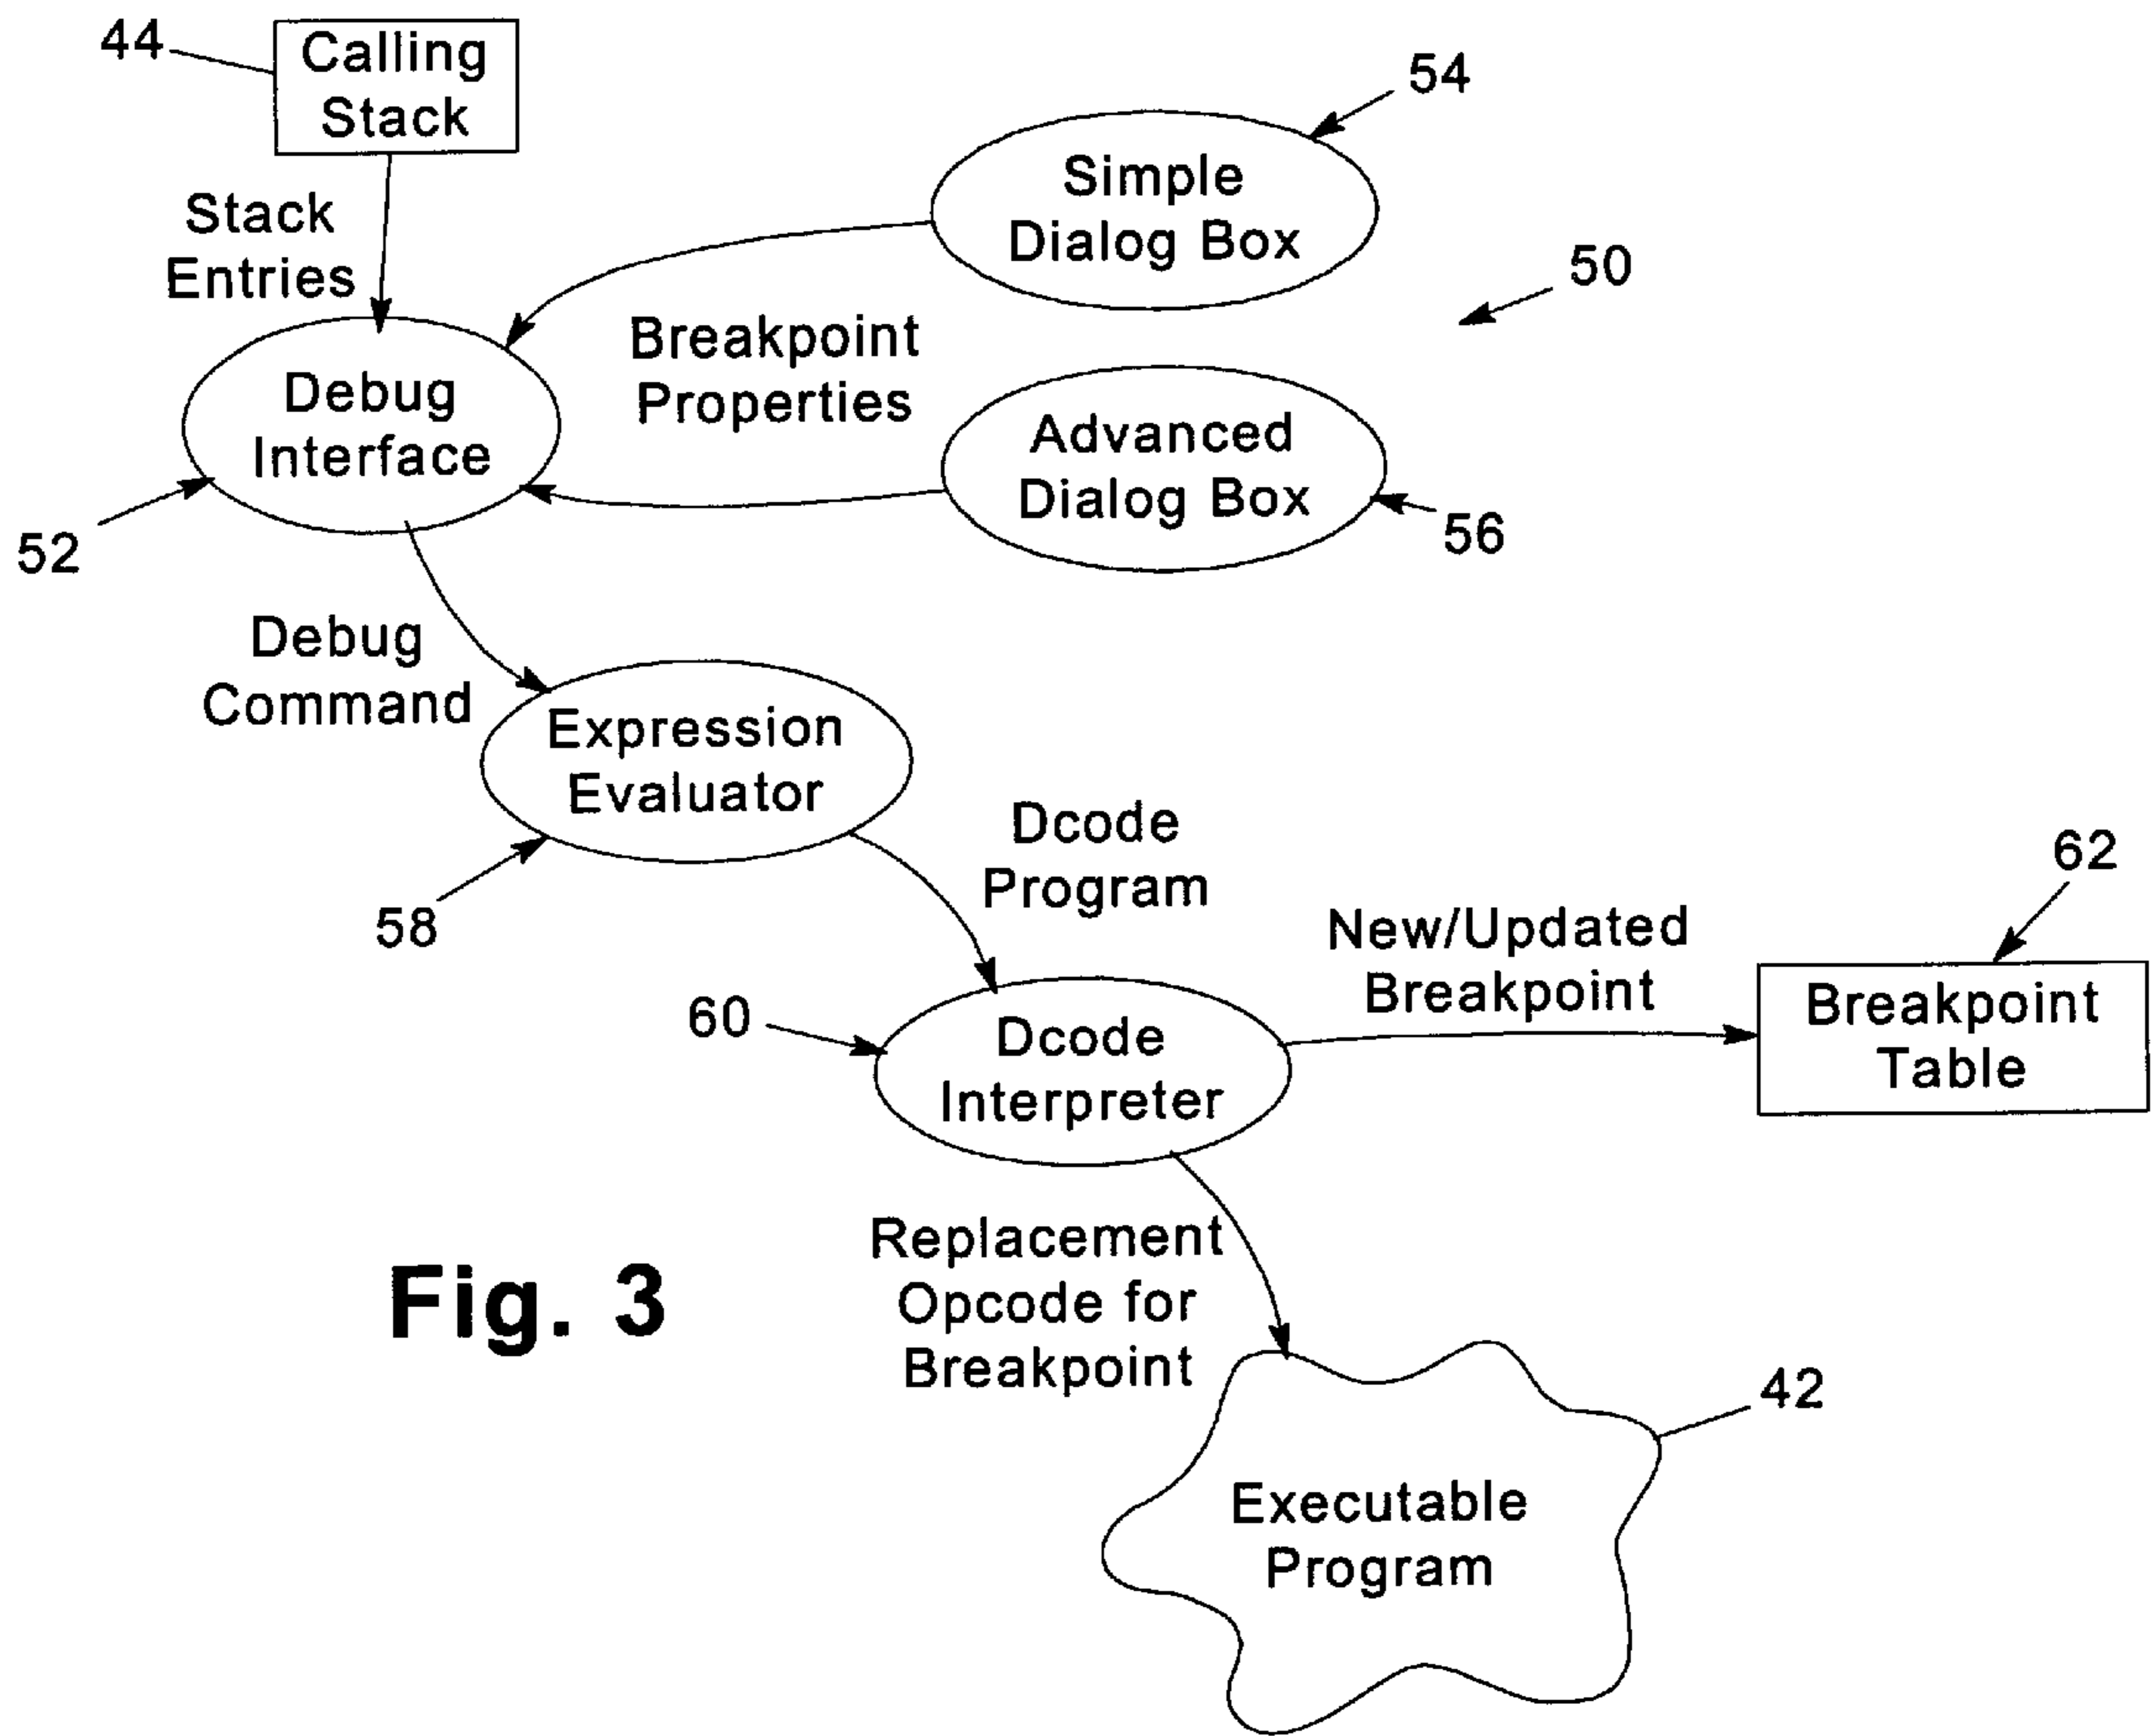 44
Calling
Stack
54
Simple
Dialog Box
Stack
Entries
50
Breakpoint
Properties
Debug
Interface
Advanced
Dialog Box
52
56
Debug
Command
Expression
Evaluator
58
Dcode
Program
62
New/Updated
Breakpoint
Breakpoint
Table
60
Dcode
Interpreter
Replacement
Opcode for
Breakpoint
Fig. 3
42
Executable
Program